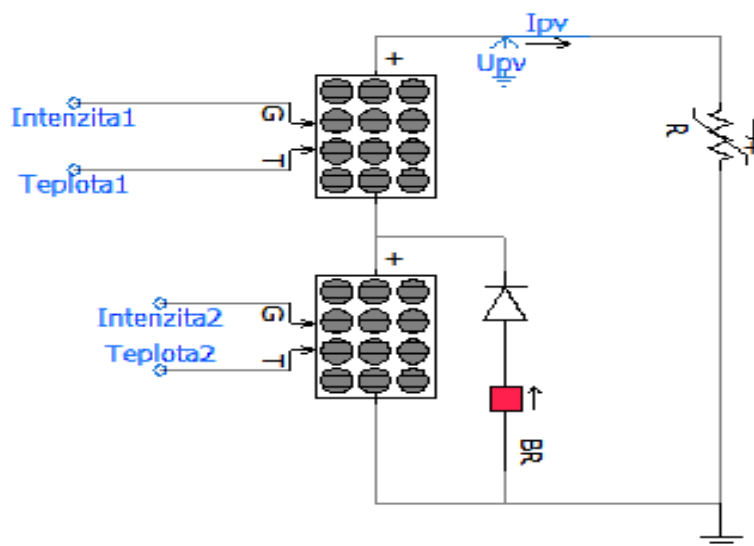 Ipv
+
Upv
Intenzita1
G
R
+
T
Teplota1
+
Intenzita2
G
Teplota2
T
BR